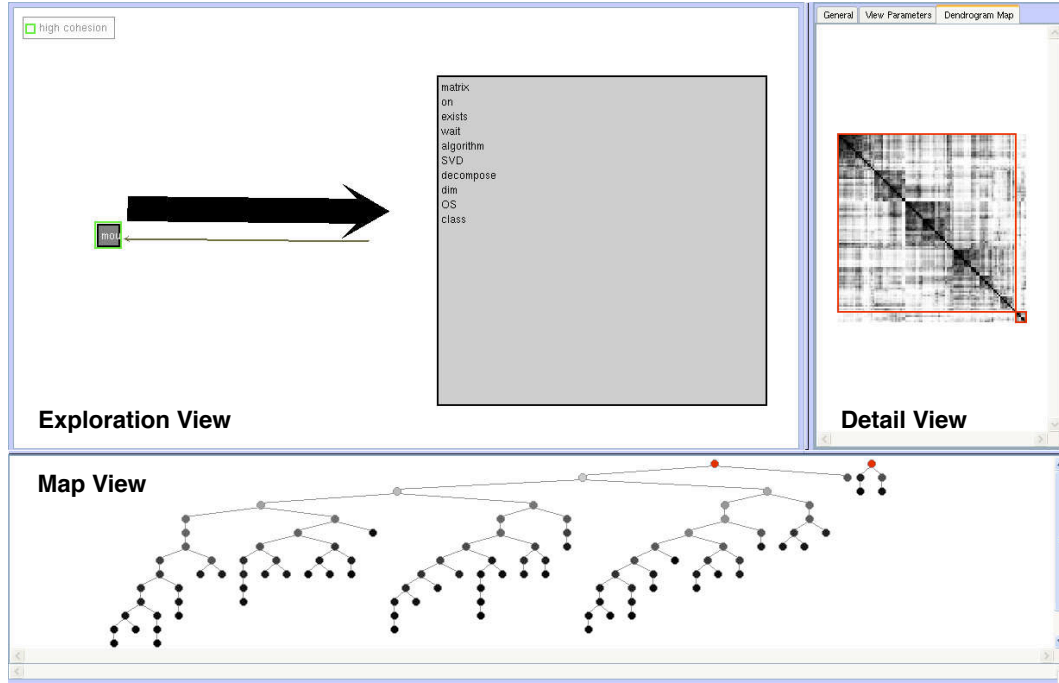 high cohesion
mou
matrix
on
exists
wait
algorithm
SVD
decompose
dim
OS
class
Exploration View
General View Parameters Dendrogram Map
Detail View
Map View